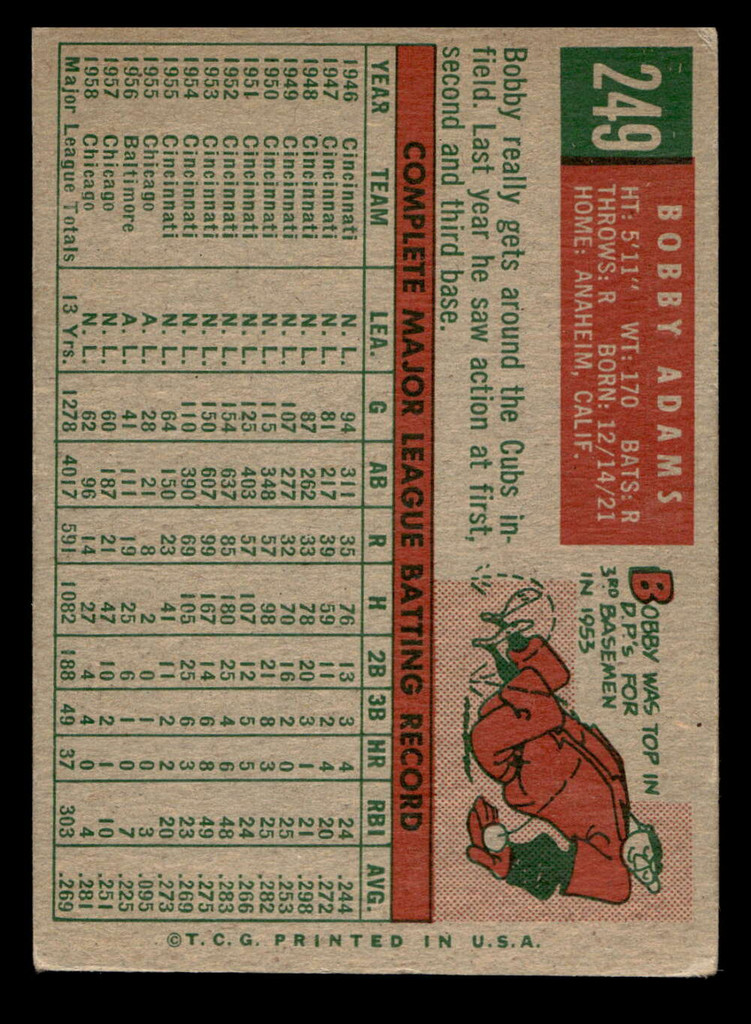 249
BOBBY ADAMS
HT: 5'11" WT: 170 BATS: R
THROWS: R BORN: 12/14/21
HOME: ANAHEIM, CALIF.
BOBBY WAS TOP IN
D.P.'S FOR
3RD BASEMEN
IN 1953
Bobby really gets around the Cubs in-
field. Last year he saw action at first,
second and third base.
COMPLETE MAJOR LEAGUE BATTING RECORD
YEAR TEAM LEA. G AB R H 2B 3B HR RBI AVG.
1946 Cincinnati N. L. 94 311 35 76 13 3 4 24 .244
1947 Cincinnati N. L. 81 217 39 59 11 2 4 20 .272
1948 Cincinnati N. L. 87 262 33 78 20 3 1 21 .298
1949 Cincinnati N. L. 107 277 32 70 16 2 0 25 .253
1950 Cincinnati N. L. 115 348 57 98 21 8 3 25 .282
1951 Cincinnati N. L. 125 403 57 107 12 5 5 24 .266
1952 Cincinnati N. L. 154 637 85 180 25 4 6 48 .283
1953 Cincinnati N. L. 150 607 99 167 14 6 8 49 .275
1954 Cincinnati N. L. 110 390 69 105 25 6 3 23 .269
1955 Cincinnati N. L. 64 150 23 41 11 2 2 20 .273
1955 Chicago A. L. 28 21 8 2 0 1 0 3 .095
1956 Baltimore A. L. 41 111 19 25 6 1 0 7 .225
1957 Chicago N. L. 60 187 21 47 10 2 1 10 .251
1958 Chicago N. L. 62 96 14 27 4 4 0 4 .281
Major League Totals 13 Yrs. 1278 4017 591 1082 188 49 37 303 .269
©T.C.G. PRINTED IN U.S.A.